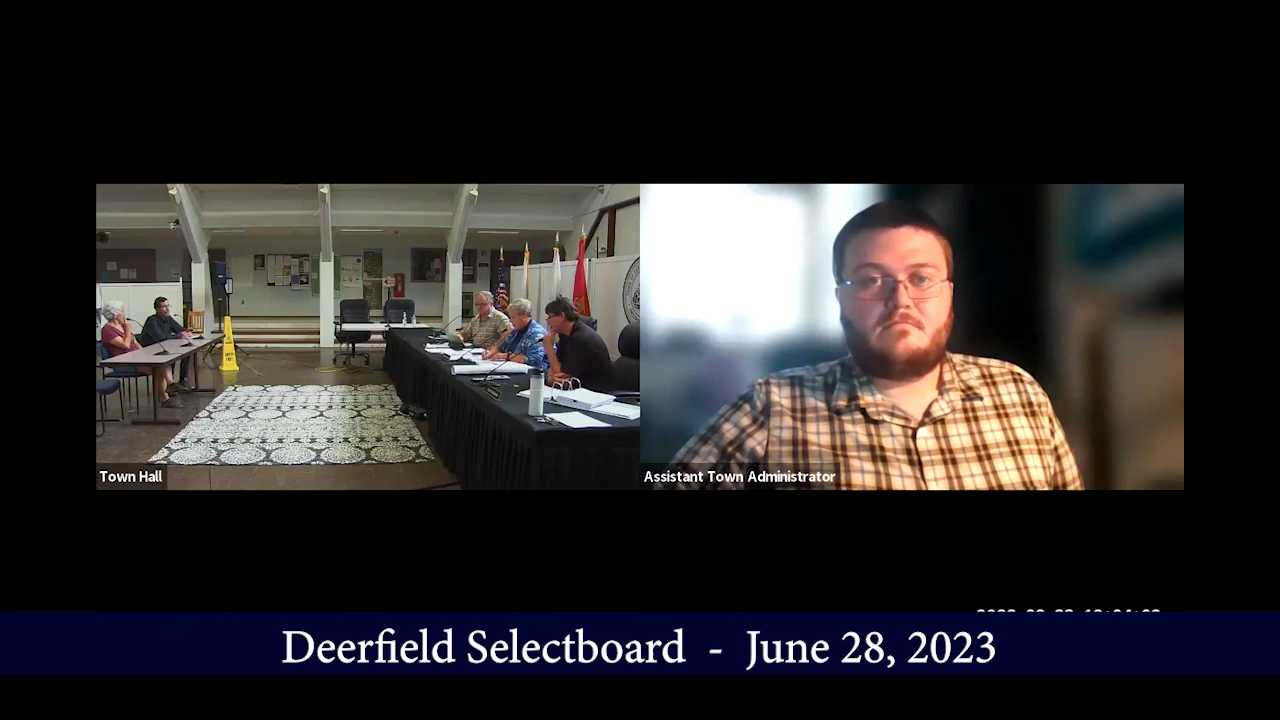 Town Hall
Assistant Town Administrator
Deerfield Selectboard - June 28, 2023